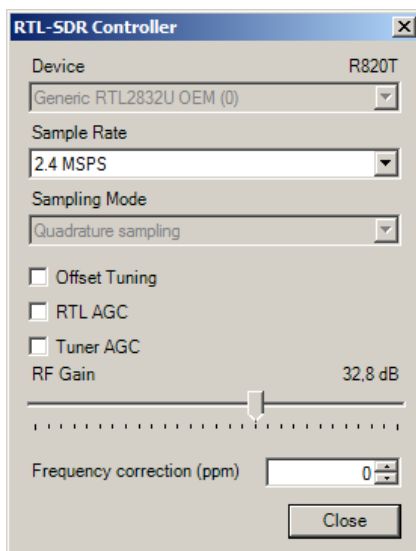 RTL-SDR Controller
Device R820T
Generic RTL2832U OEM (0)
Sample Rate
2.4 MSPS
Sampling Mode
Quadrature sampling
Offset Tuning
RTL AGC
Tuner AGC
RF Gain 32,8 dB
Frequency correction (ppm) 0
Close